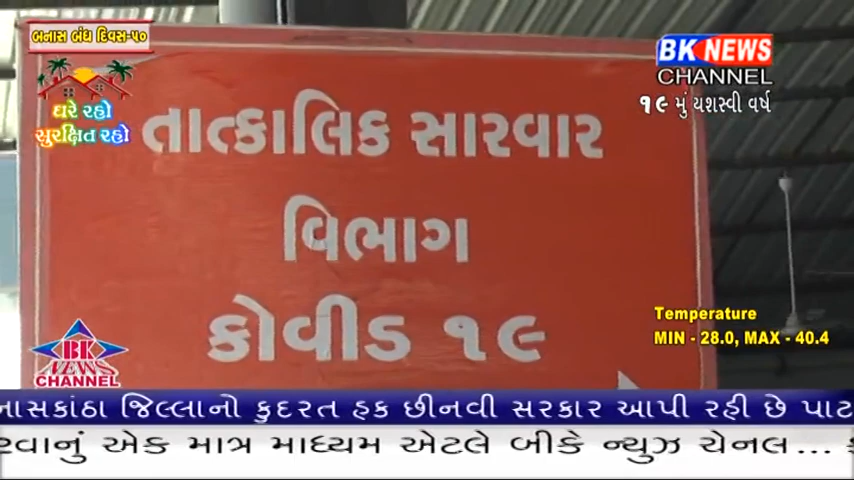 બનાસ બંધ દિવસ-૫૦
ઘરે રહો
સુરક્ષિત રહો
BK NEWS
CHANNEL
૧૯ મું યશસ્વી વર્ષ
તાત્કાલિક સારવાર
વિભાગ
કોવીડ ૧૯
Temperature
MIN - 28.0, MAX - 40.4
BK
NEWS
CHANNEL
નાસકાંઠા જિલ્લાનો કુદરત હક છીનવી સરકાર આપી રહી છે પાટ
રવાનું એક માત્ર માધ્યમ એટલે બીકે ન્યુઝ ચેનલ...